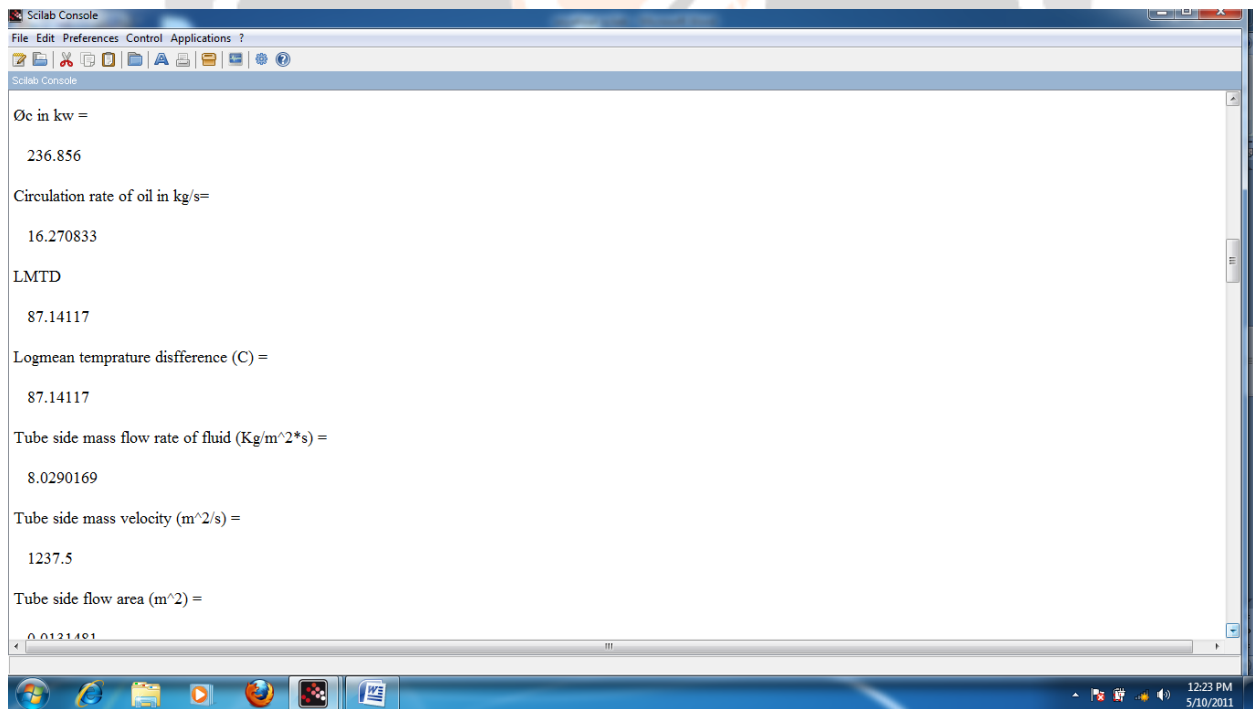 Scilab Console
File Edit Preferences Control Applications ?
Scilab Console
Øc in kw =
236.856
Circulation rate of oil in kg/s=
16.270833
LMTD
87.14117
Logmean temprature disfference (C) =
87.14117
Tube side mass flow rate of fluid (Kg/m^2*s) =
8.0290169
Tube side mass velocity (m^2/s) =
1237.5
Tube side flow area (m^2) =
0.0131481
12:23 PM
5/10/2011